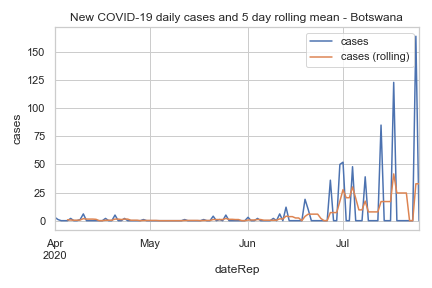 New COVID-19 daily cases and 5 day rolling mean - Botswana
cases
cases (rolling)
150
125
100
75
50
25
0
cases
Apr
2020
May
Jun
Jul
dateRep